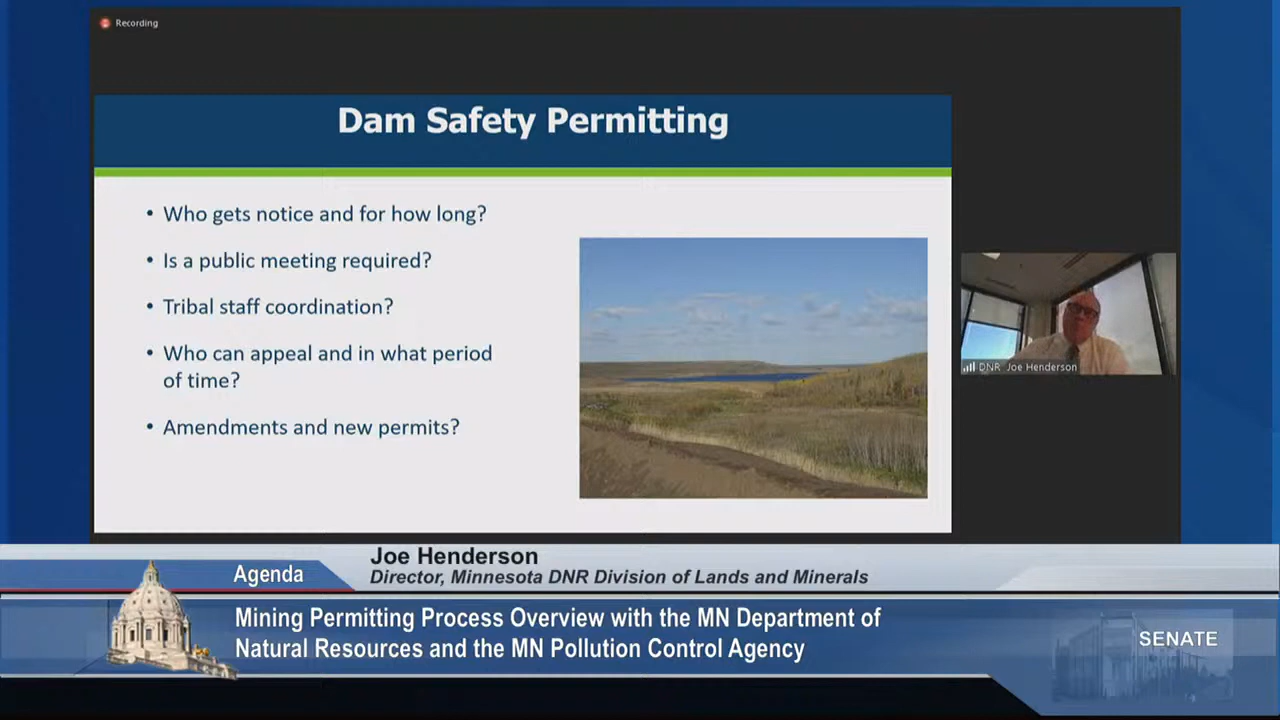 Recording
Dam Safety Permitting
• Who gets notice and for how long?
• Is a public meeting required?
• Tribal staff coordination?
• Who can appeal and in what period
of time?
• Amendments and new permits?
DNR Joe Henderson
Joe Henderson
Director, Minnesota DNR Division of Lands and Minerals
Agenda
Mining Permitting Process Overview with the MN Department of
Natural Resources and the MN Pollution Control Agency
SENATE